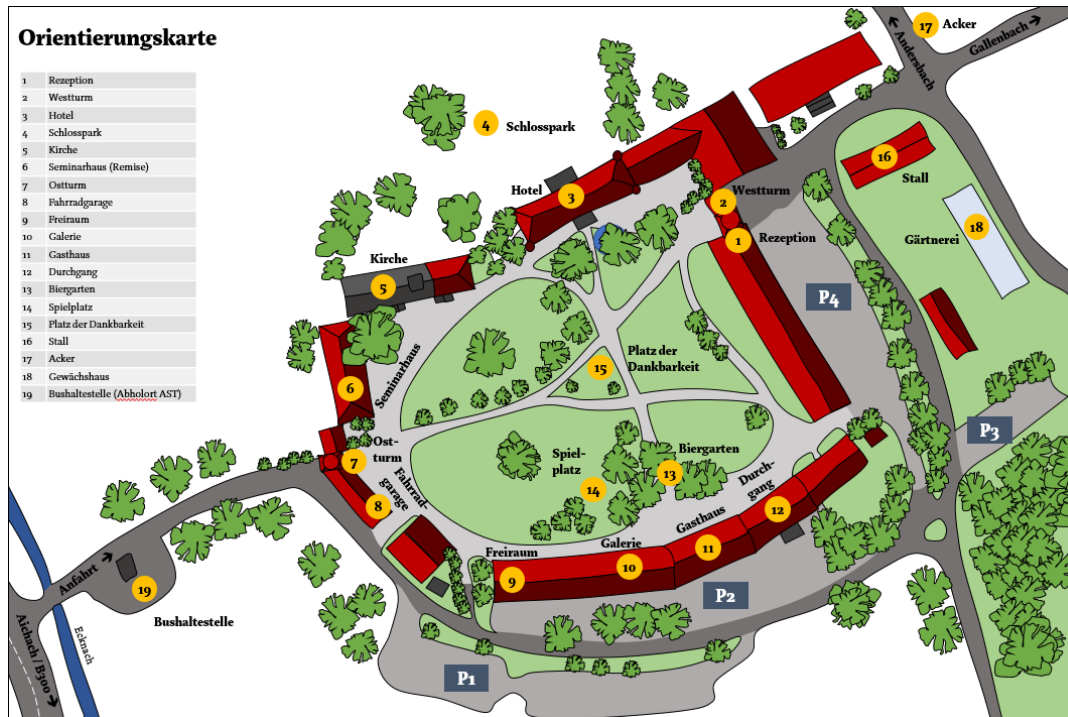 Orientierungskarte
1 Rezeption
2 Westturm
3 Hotel
4 Schlosspark
5 Kirche
6 Seminarhaus (Remise)
7 Ostturm
8 Fahrradgarage
9 Freiraum
10 Galerie
11 Gasthaus
12 Durchgang
13 Biergarten
14 Spielplatz
15 Platz der Dankbarkeit
16 Stall
17 Acker
18 Gewächshaus
19 Bushaltestelle (Abholort AST)
17 Acker
Andersbach
Gallenbach
4 Schlosspark
16
Stall
Hotel
3
Westturm
2
1
Rezeption
18
Gärtnerei
Kirche
5
P4
Seminarhaus
6
Platz der
Dankbarkeit
15
P3
Ost-
turm
7
Fahrrad-
garage
8
Spiel-
platz
14
Biergarten
13
Durch-
gang
12
Gasthaus
11
Galerie
10
Freiraum
9
P2
P1
Anfahrt
19
Bushaltestelle
Aichach / B300
Ecknach